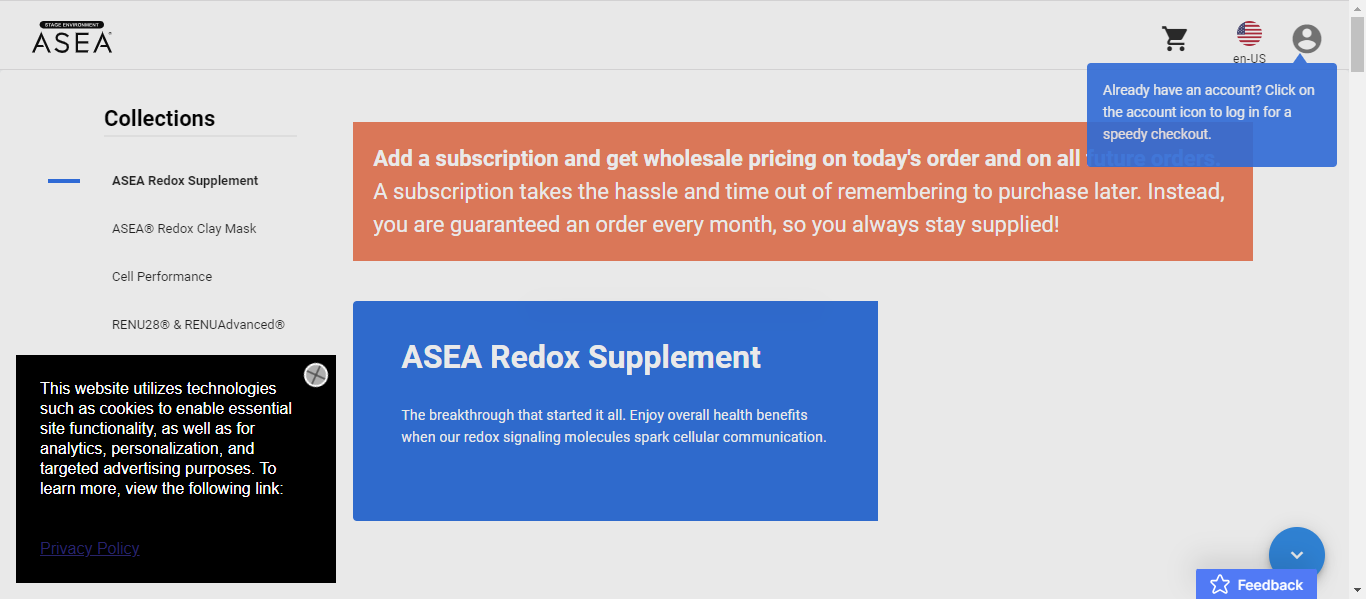 STAGE ENVIRONMENT
ASEA
en-US
Already have an account? Click on
the account icon to log in for a
speedy checkout.
Collections
ASEA Redox Supplement
ASEA® Redox Clay Mask
Cell Performance
RENU28® & RENUAdvanced®
Add a subscription and get wholesale pricing on today's order and on all future orders.
A subscription takes the hassle and time out of remembering to purchase later. Instead,
you are guaranteed an order every month, so you always stay supplied!
ASEA Redox Supplement
The breakthrough that started it all. Enjoy overall health benefits
when our redox signaling molecules spark cellular communication.
This website utilizes technologies
such as cookies to enable essential
site functionality, as well as for
analytics, personalization, and
targeted advertising purposes. To
learn more, view the following link:
Privacy Policy
Feedback